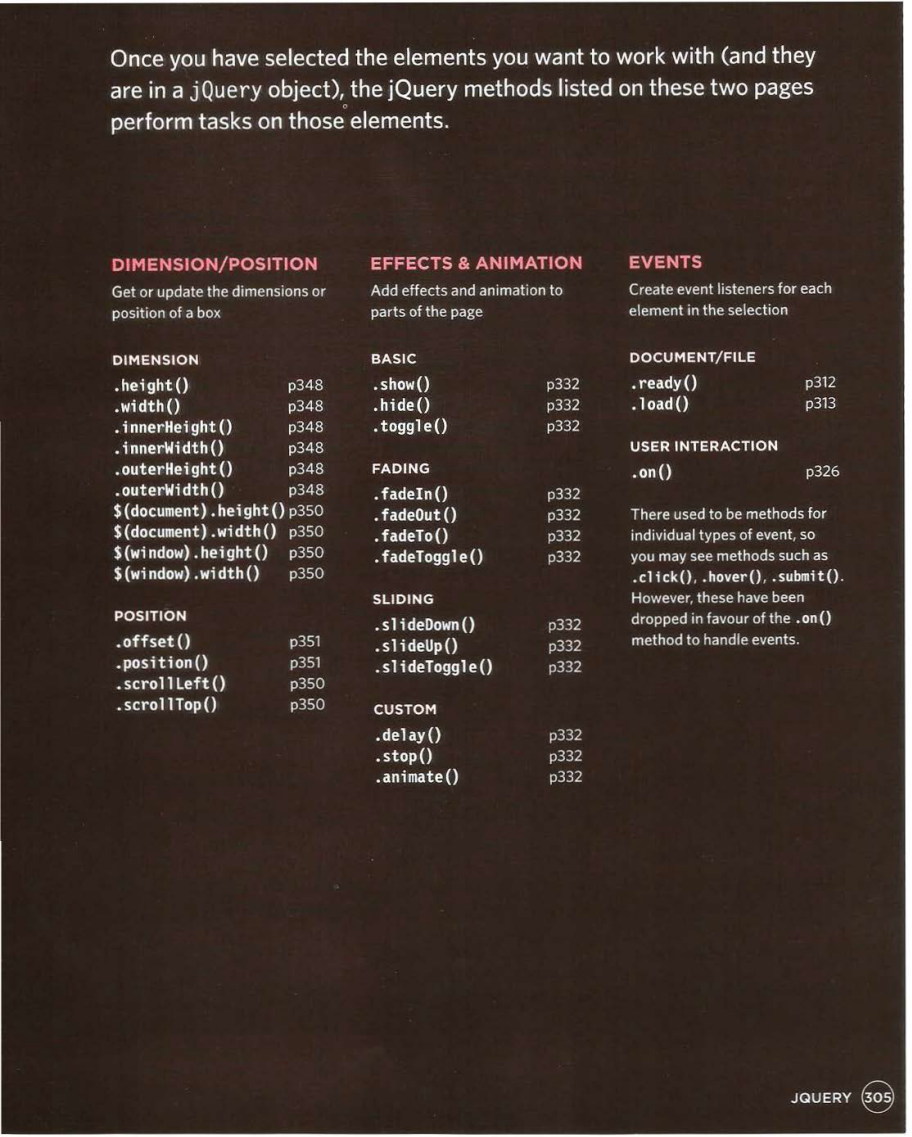 Once you have selected the elements you want to work with (and they
are in a jQuery object), the jQuery methods listed on these two pages
perform tasks on those elements.
DIMENSION/POSITION
Get or update the dimensions or
position of a box
DIMENSION
.height() p348
.width() p348
.innerHeight() p348
.innerWidth() p348
.outerHeight() p348
.outerWidth() p348
$(document).height() p350
$(document).width() p350
$(window).height() p350
$(window).width() p350
POSITION
.offset() p351
.position() p351
.scrollLeft() p350
.scrollTop() p350
EFFECTS & ANIMATION
Add effects and animation to
parts of the page
BASIC
.show() p332
.hide() p332
.toggle() p332
FADING
.fadeIn() p332
.fadeOut() p332
.fadeTo() p332
.fadeToggle() p332
SLIDING
.slideDown() p332
.slideUp() p332
.slideToggle() p332
CUSTOM
.delay() p332
.stop() p332
.animate() p332
EVENTS
Create event listeners for each
element in the selection
DOCUMENT/FILE
.ready() p312
.load() p313
USER INTERACTION
.on() p326
There used to be methods for
individual types of event, so
you may see methods such as
.click(), .hover(), .submit().
However, these have been
dropped in favour of the .on()
method to handle events.
JQUERY 305